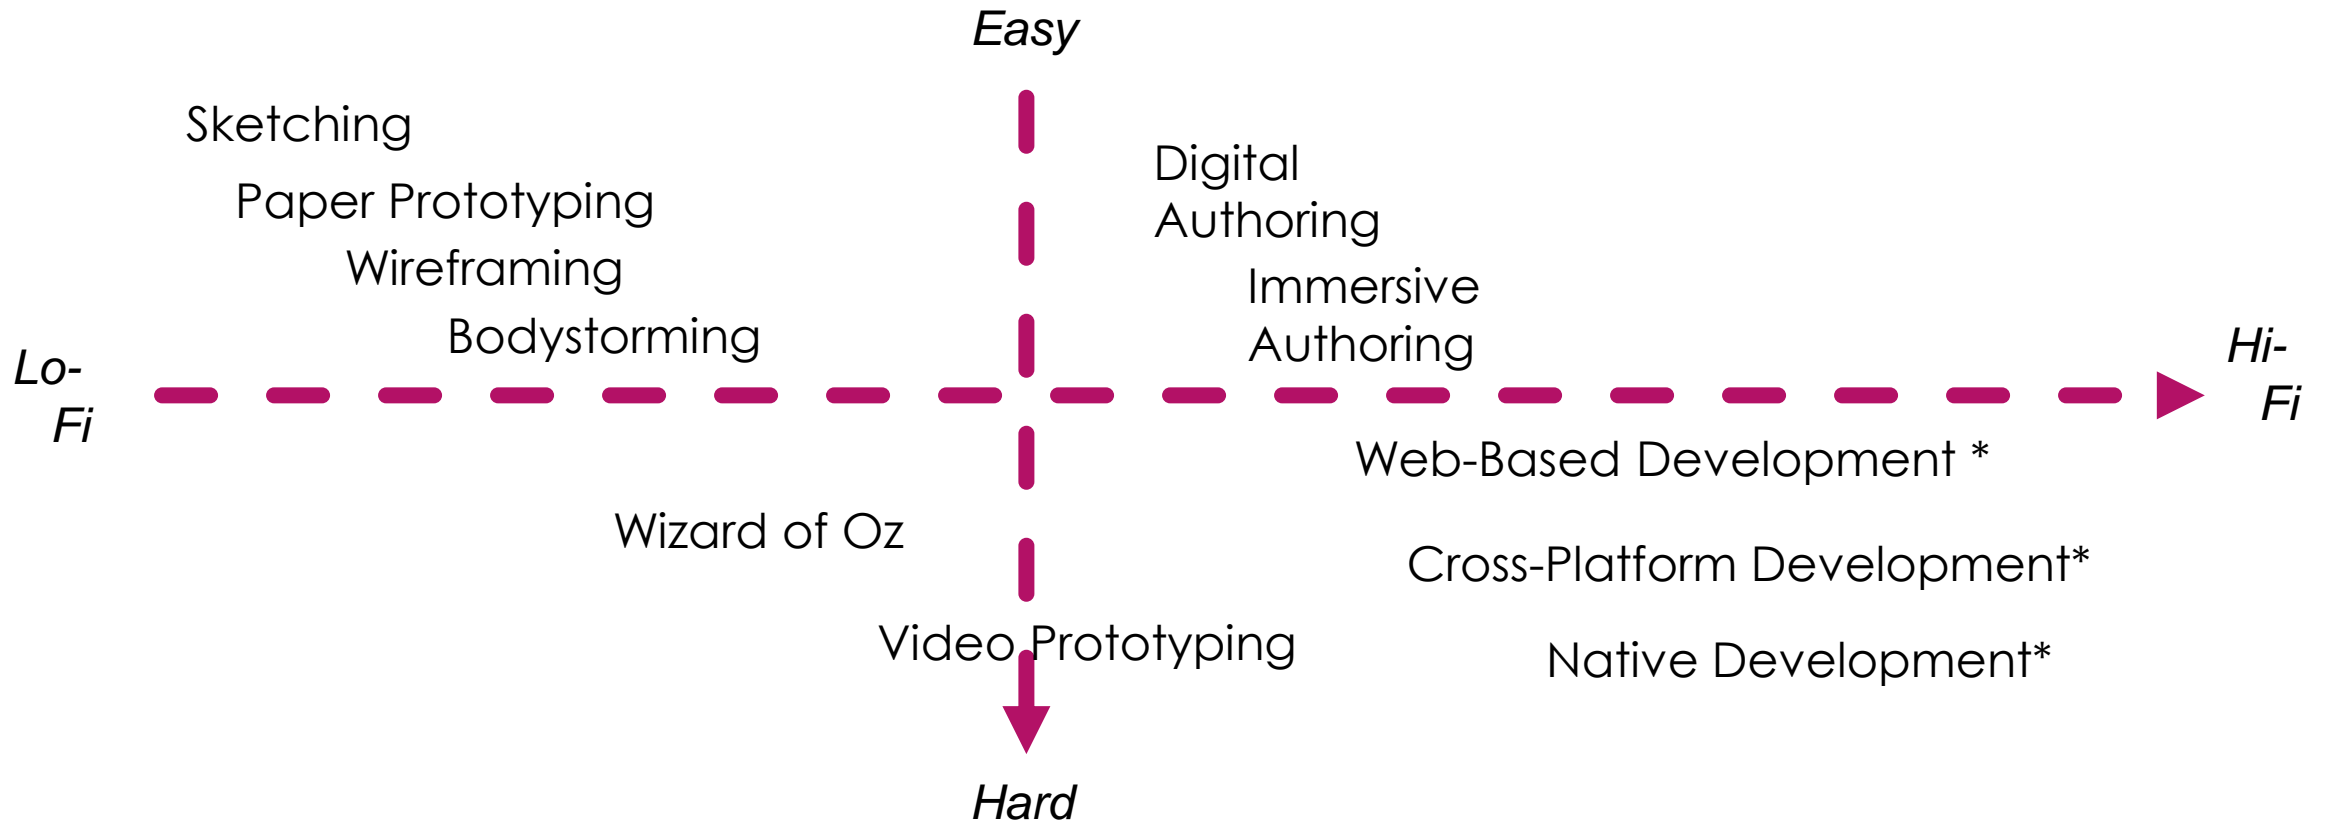 Easy
Sketching
Digital
Authoring
Paper Prototyping
Wireframing
Immersive
Authoring
Bodystorming
Lo-
Fi
Hi-
Fi
Web-Based Development *
Wizard of Oz
Cross-Platform Development*
Video Prototyping
Native Development*
Hard